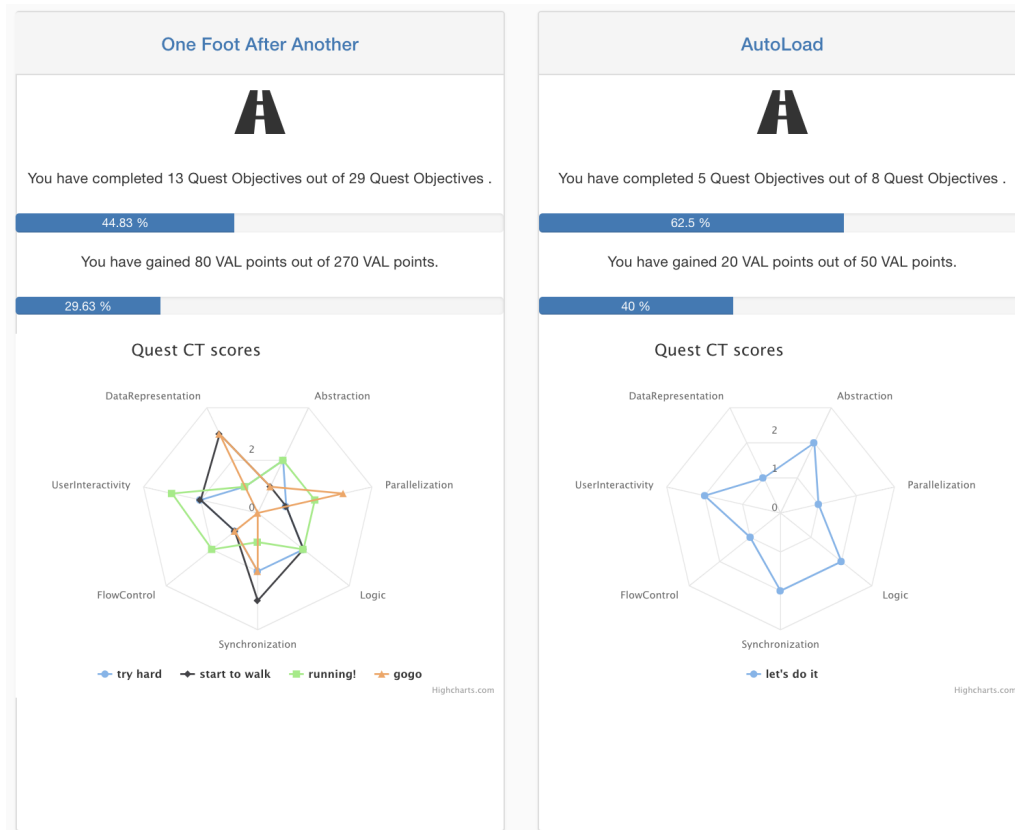 One Foot After Another
You have completed 13 Quest Objectives out of 29 Quest Objectives .
44.83 %
You have gained 80 VAL points out of 270 VAL points.
29.63 %
Quest CT scores
DataRepresentation
Abstraction
2
UserInteractivity
Parallelization
0
FlowControl
Logic
Synchronization
try hard
start to walk
running!
gogo
Highcharts.com
AutoLoad
You have completed 5 Quest Objectives out of 8 Quest Objectives .
62.5 %
You have gained 20 VAL points out of 50 VAL points.
40 %
Quest CT scores
DataRepresentation
Abstraction
2
1
UserInteractivity
Parallelization
0
FlowControl
Logic
Synchronization
let's do it
Highcharts.com